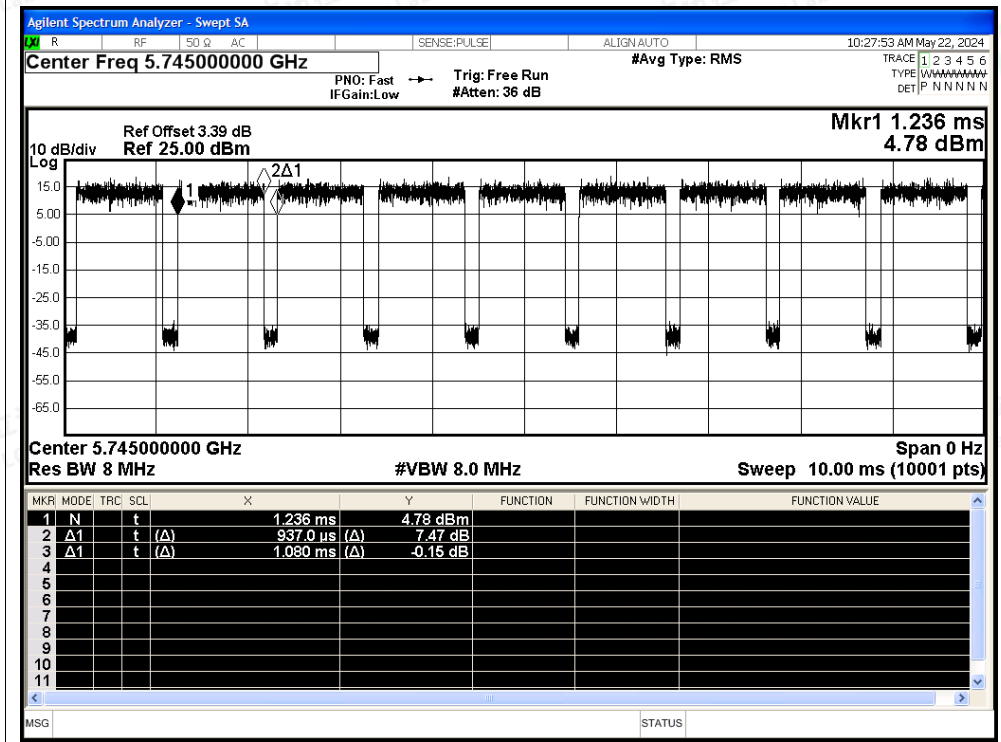 Agilent Spectrum Analyzer - Swept SA
LXI R RF 50 Ω AC SENSE:PULSE ALIGN AUTO 10:27:53 AM May 22, 2024
Center Freq 5.745000000 GHz #Avg Type: RMS TRACE 1 2 3 4 5 6
PNO: Fast Trig: Free Run TYPE
IFGain:Low #Atten: 36 dB DET P N N N N N
Mkr1 1.236 ms
Ref Offset 3.39 dB
10 dB/div Ref 25.00 dBm 4.78 dBm
Log
2Δ1
15.0
1
5.00
-5.00
-15.0
-25.0
-35.0
-45.0
-55.0
-65.0
Center 5.745000000 GHz Span 0 Hz
Res BW 8 MHz #VBW 8.0 MHz Sweep 10.00 ms (10001 pts)
MKR MODE TRC SCL X Y FUNCTION FUNCTION WIDTH FUNCTION VALUE
1 N t 1.236 ms 4.78 dBm
2 Δ1 t (Δ) 937.0 µs (Δ) 7.47 dB
3 Δ1 t (Δ) 1.080 ms (Δ) -0.15 dB
4
5
6
7
8
9
10
11
MSG STATUS